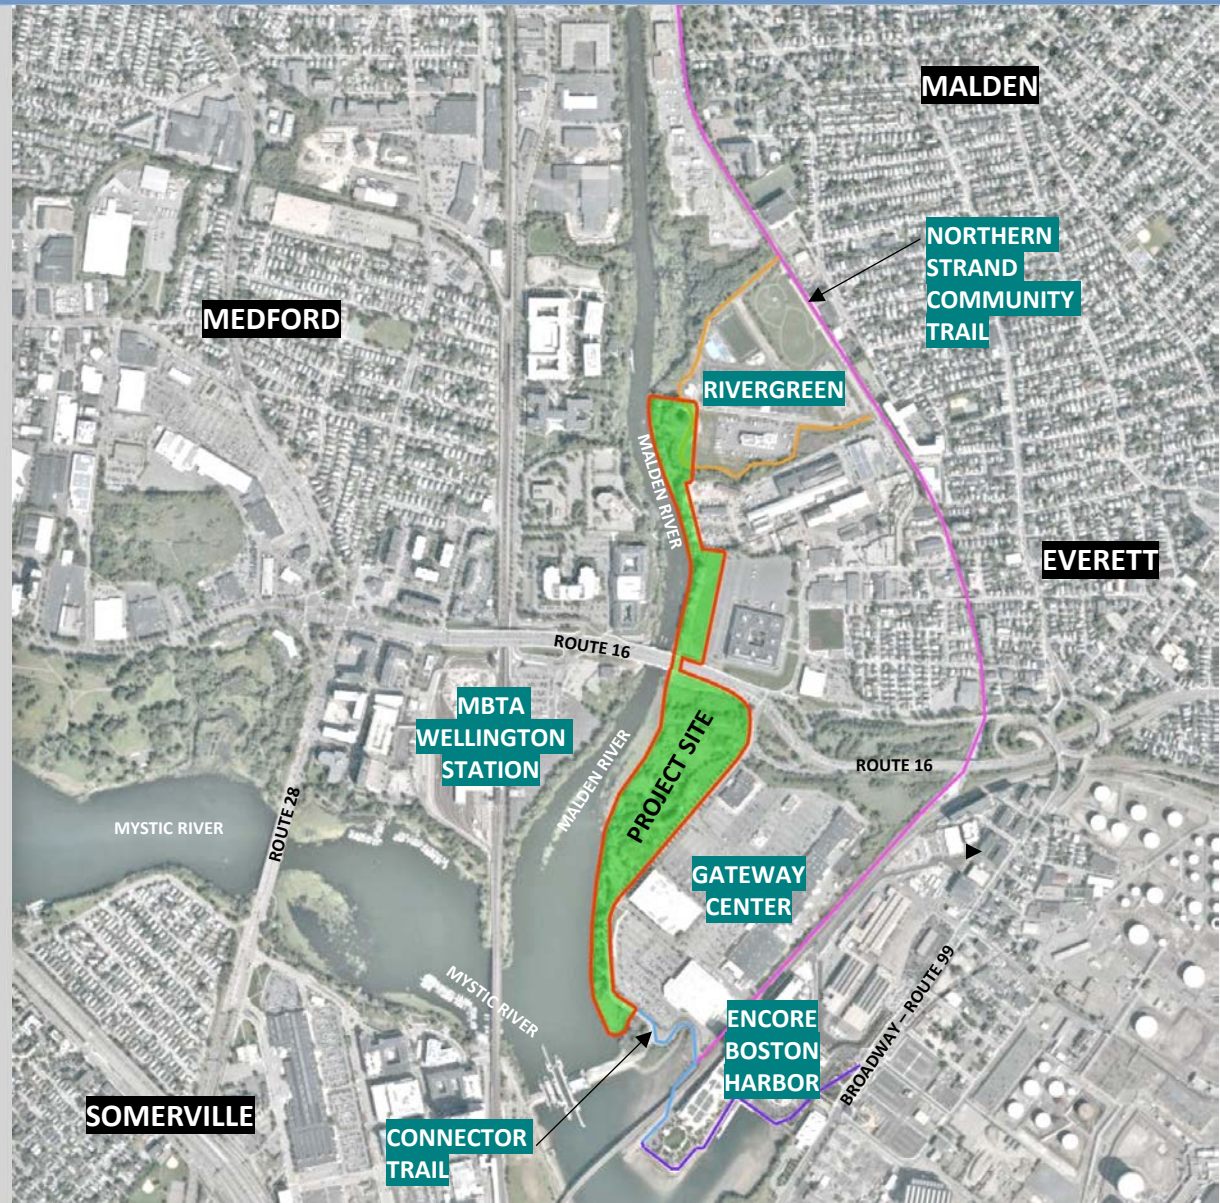 MALDEN
NORTHERN
STRAND
COMMUNITY
TRAIL
MEDFORD
RIVERGREEN
MALDEN RIVER
EVERETT
ROUTE 16
MBTA
WELLINGTON
STATION
MALDEN RIVER
PROJECT SITE
ROUTE 16
MYSTIC RIVER
ROUTE 28
GATEWAY
CENTER
MYSTIC RIVER
BROADWAY – ROUTE 99
ENCORE
BOSTON
HARBOR
SOMERVILLE
CONNECTOR
TRAIL